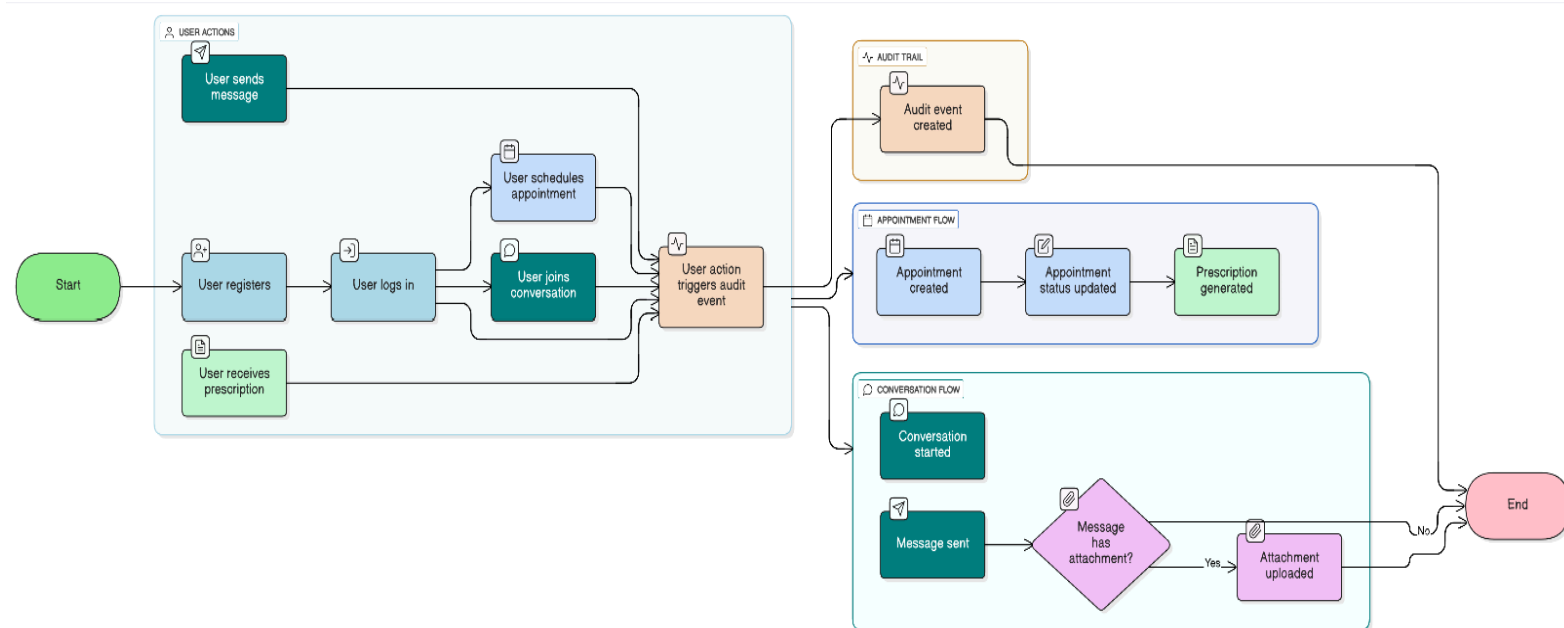 USER ACTIONS
User sends
message
User schedules
appointment
Start
User registers
User logs in
User joins
conversation
User action
triggers audit
event
User receives
prescription
AUDIT TRAIL
Audit event
created
APPOINTMENT FLOW
Appointment
created
Appointment
status updated
Prescription
generated
CONVERSATION FLOW
Conversation
started
Message sent
Message
has
attachment?
No
Yes
Attachment
uploaded
End